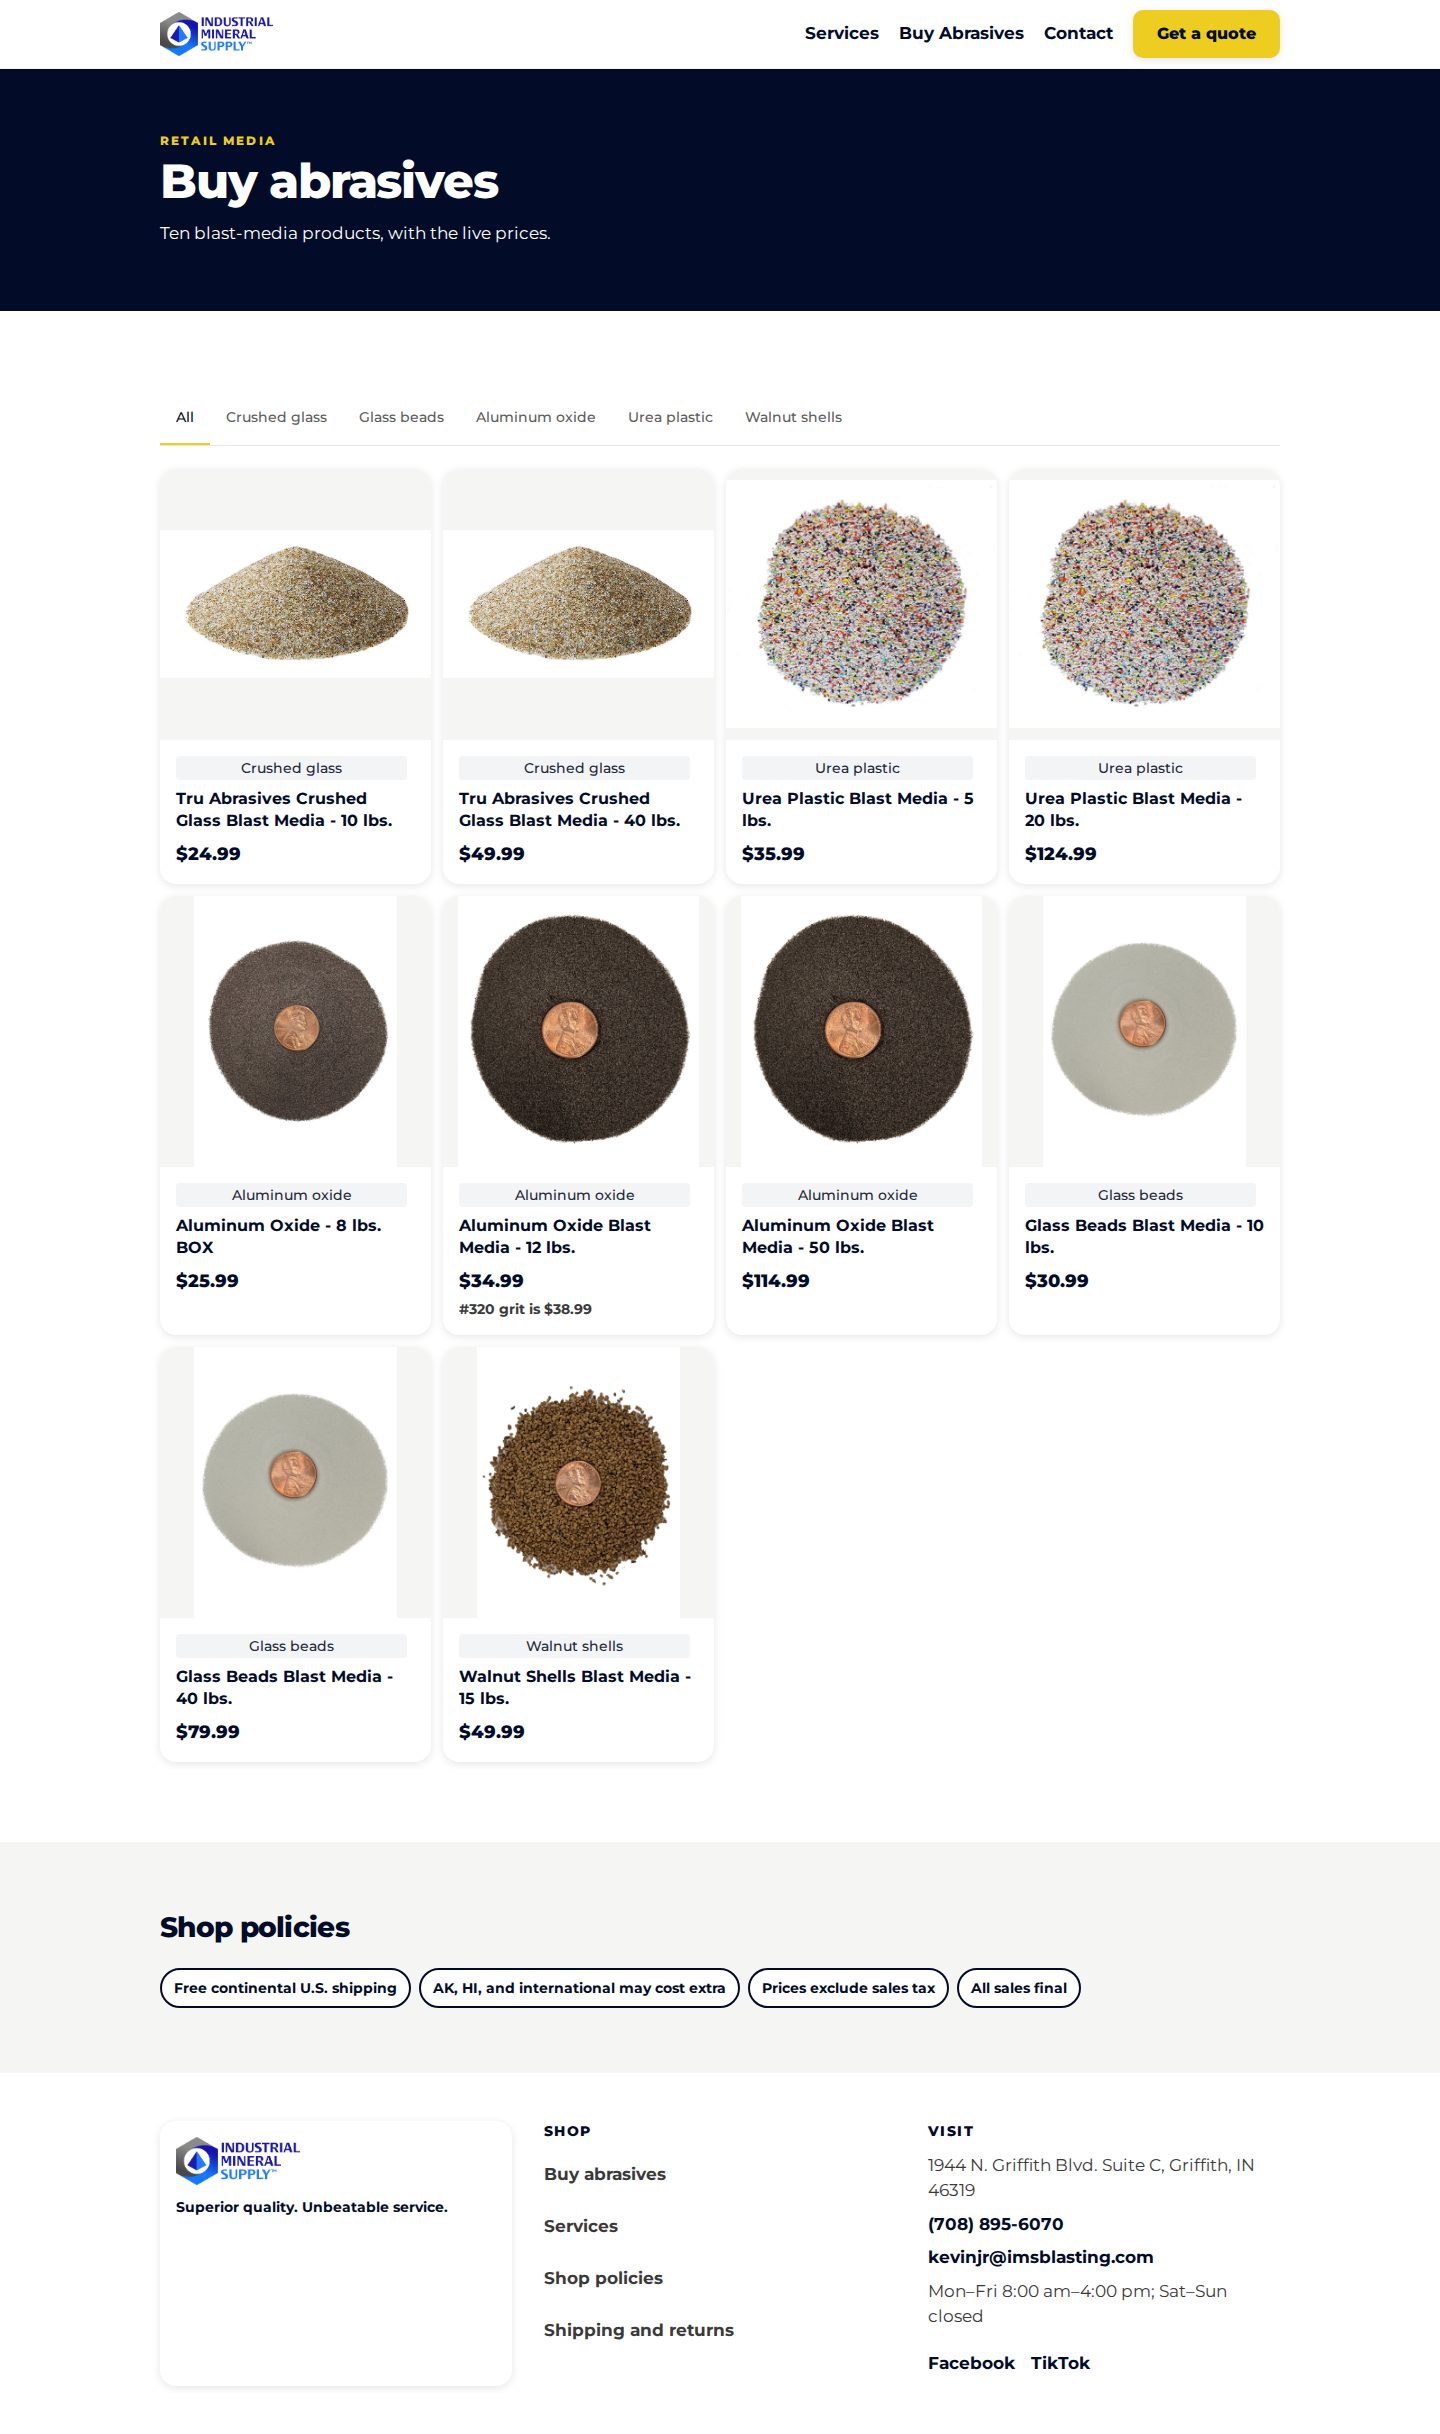 INDUSTRIAL
MINERAL
SUPPLY™
Services
Buy Abrasives
Contact
Get a quote
RETAIL MEDIA
Buy abrasives
Ten blast-media products, with the live prices.
All
Crushed glass
Glass beads
Aluminum oxide
Urea plastic
Walnut shells
Crushed glass
Tru Abrasives Crushed
Glass Blast Media - 10 lbs.
$24.99
Crushed glass
Tru Abrasives Crushed
Glass Blast Media - 40 lbs.
$49.99
Urea plastic
Urea Plastic Blast Media - 5
lbs.
$35.99
Urea plastic
Urea Plastic Blast Media -
20 lbs.
$124.99
Aluminum oxide
Aluminum Oxide - 8 lbs.
BOX
$25.99
Aluminum oxide
Aluminum Oxide Blast
Media - 12 lbs.
$34.99
#320 grit is $38.99
Aluminum oxide
Aluminum Oxide Blast
Media - 50 lbs.
$114.99
Glass beads
Glass Beads Blast Media - 10
lbs.
$30.99
Glass beads
Glass Beads Blast Media -
40 lbs.
$79.99
Walnut shells
Walnut Shells Blast Media -
15 lbs.
$49.99
Shop policies
Free continental U.S. shipping
AK, HI, and international may cost extra
Prices exclude sales tax
All sales final
INDUSTRIAL
MINERAL
SUPPLY™
Superior quality. Unbeatable service.
SHOP
Buy abrasives
Services
Shop policies
Shipping and returns
VISIT
1944 N. Griffith Blvd. Suite C, Griffith, IN
46319
(708) 895-6070
kevinjr@imsblasting.com
Mon–Fri 8:00 am–4:00 pm; Sat–Sun
closed
Facebook
TikTok